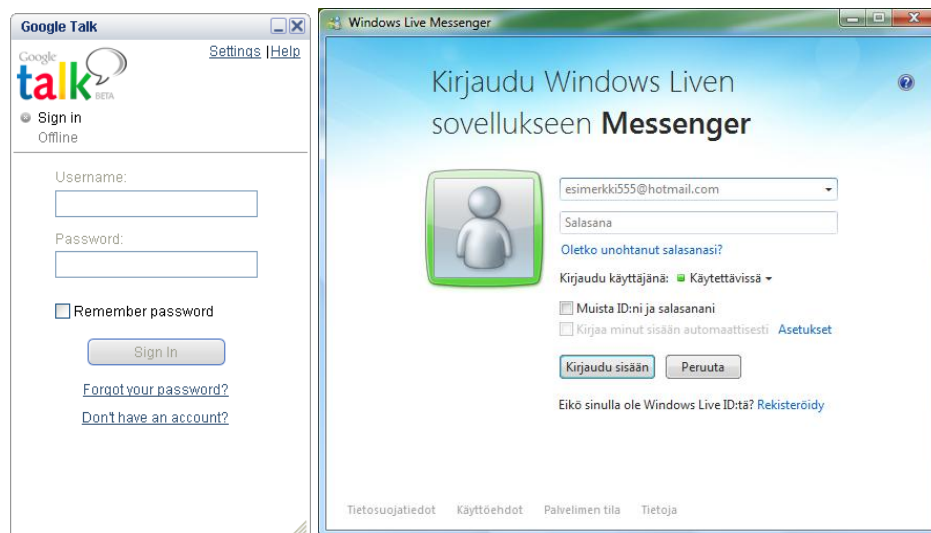 Google Talk
Settings | Help
Google
talk
BETA
Sign in
Offline
Username:
Password:
Remember password
Sign In
Forgot your password?
Don't have an account?
Windows Live Messenger
Kirjaudu Windows Liven
sovellukseen Messenger
esimerkki555@hotmail.com
Salasana
Oletko unohtanut salasanasi?
Kirjaudu käyttäjänä: Käytettävissä
Muista ID:ni ja salasanani
Kirjaa minut sisään automaattisesti Asetukset
Kirjaudu sisään Peruuta
Eikö sinulla ole Windows Live ID:tä? Rekisteröidy
Tietosuojatiedot Käyttöehdot Palvelimen tila Tietoja